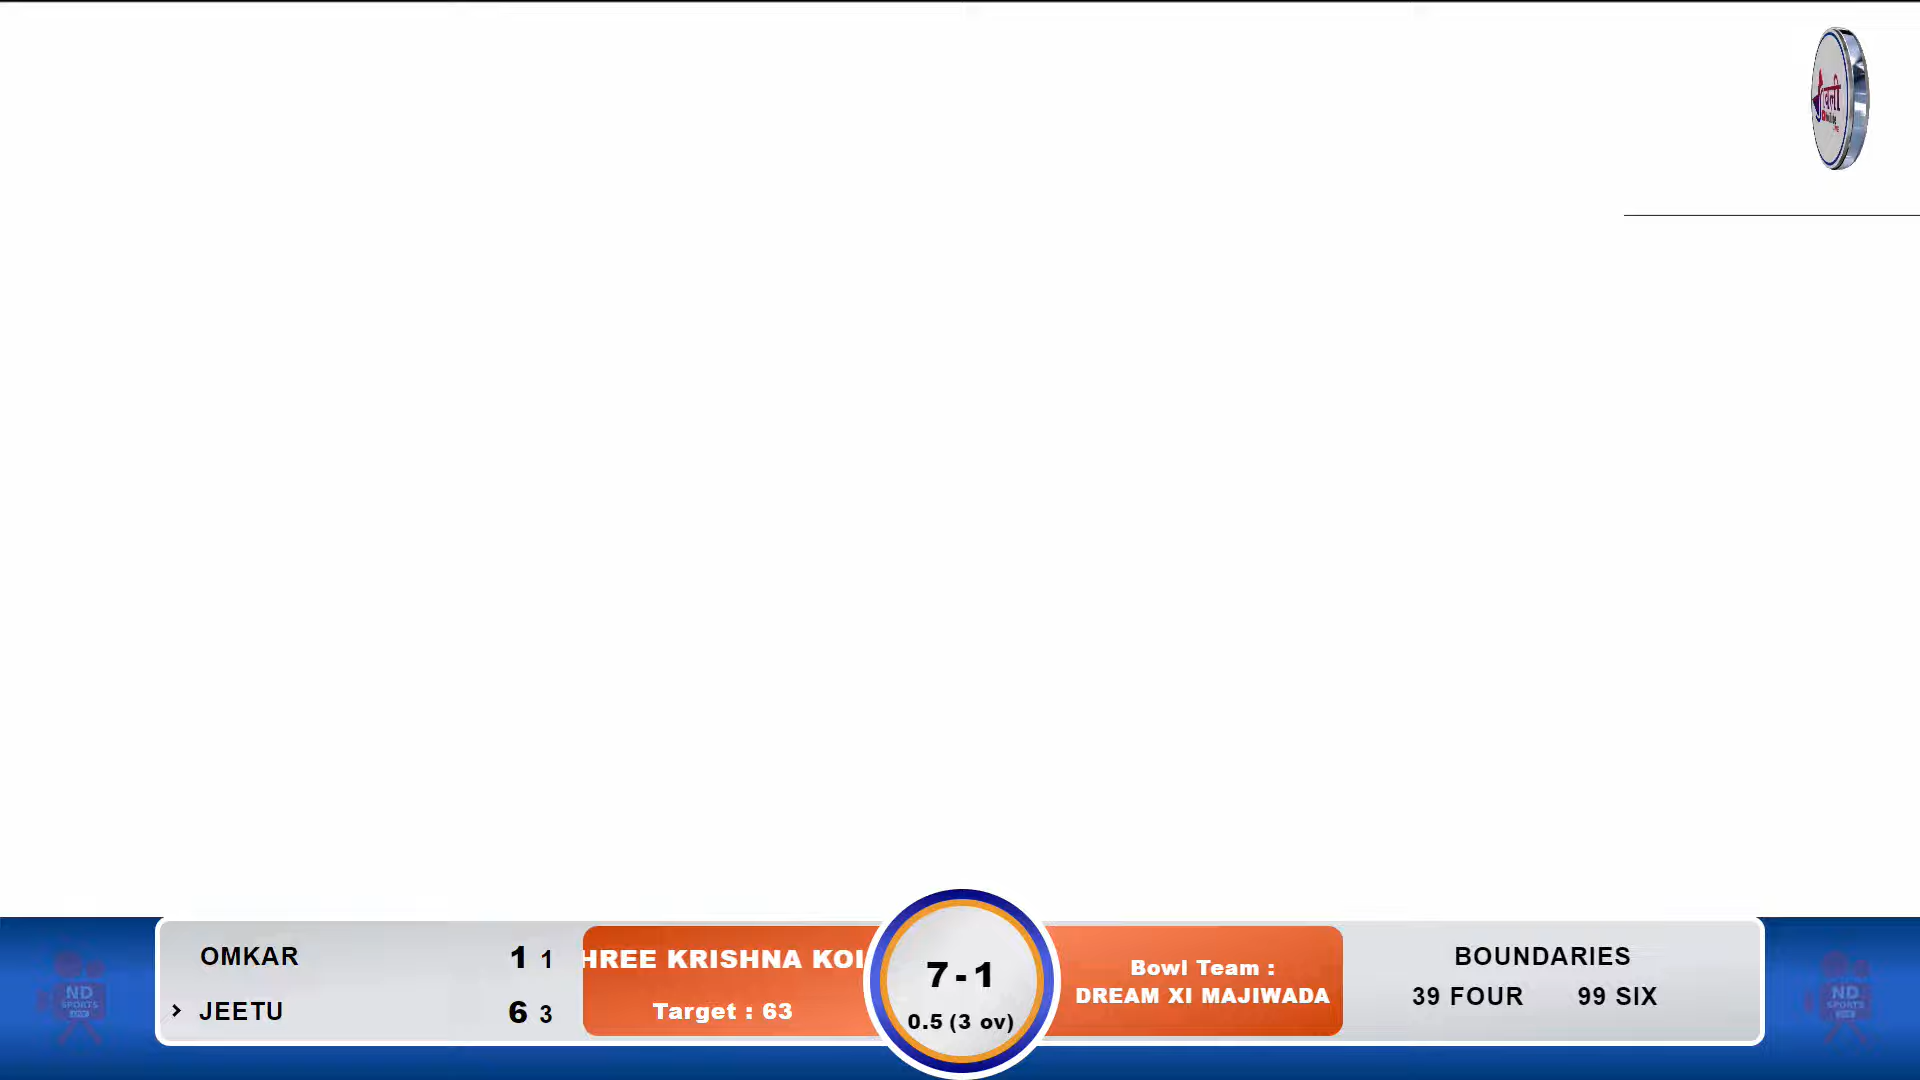 OMKAR 1 1
JEETU 6 3
HREE KRISHNA KOL
Target : 63
7-1
0.5 (3 ov)
Bowl Team :
DREAM XI MAJIWADA
BOUNDARIES
39 FOUR 99 SIX
ND
SPORTS
ND
SPORTS